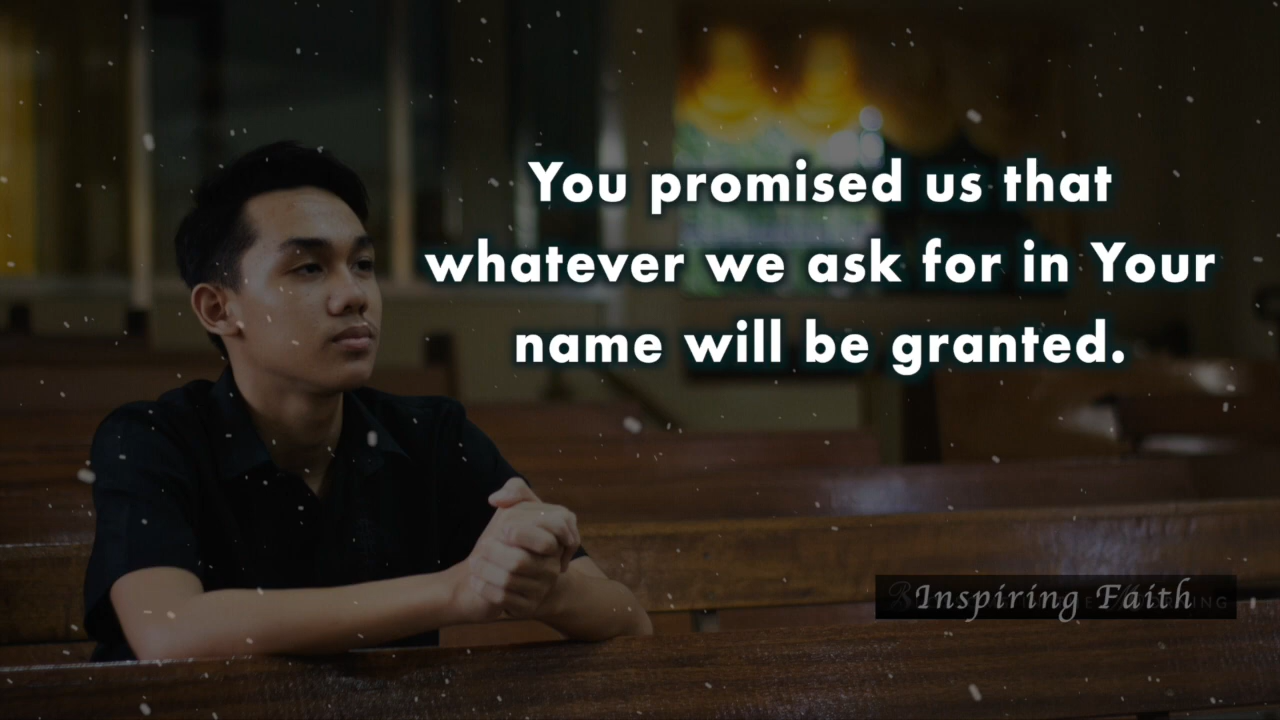 You promised us that
whatever we ask for in Your
name will be granted.
Inspiring Faith